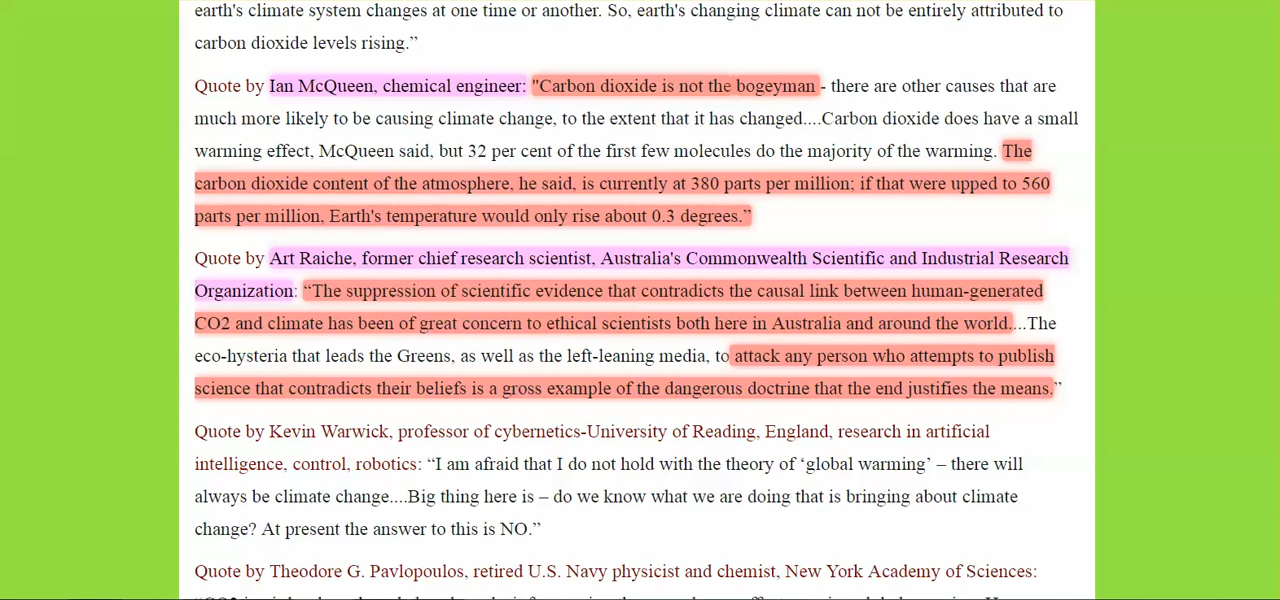 earth's climate system changes at one time or another. So, earth's changing climate can not be entirely attributed to
carbon dioxide levels rising.”
Quote by Ian McQueen, chemical engineer: "Carbon dioxide is not the bogeyman - there are other causes that are
much more likely to be causing climate change, to the extent that it has changed....Carbon dioxide does have a small
warming effect, McQueen said, but 32 per cent of the first few molecules do the majority of the warming. The
carbon dioxide content of the atmosphere, he said, is currently at 380 parts per million; if that were upped to 560
parts per million, Earth's temperature would only rise about 0.3 degrees.”
Quote by Art Raiche, former chief research scientist, Australia's Commonwealth Scientific and Industrial Research
Organization: “The suppression of scientific evidence that contradicts the causal link between human-generated
CO2 and climate has been of great concern to ethical scientists both here in Australia and around the world....The
eco-hysteria that leads the Greens, as well as the left-leaning media, to attack any person who attempts to publish
science that contradicts their beliefs is a gross example of the dangerous doctrine that the end justifies the means.”
Quote by Kevin Warwick, professor of cybernetics-University of Reading, England, research in artificial
intelligence, control, robotics: “I am afraid that I do not hold with the theory of ‘global warming’ – there will
always be climate change....Big thing here is – do we know what we are doing that is bringing about climate
change? At present the answer to this is NO.”
Quote by Theodore G. Pavlopoulos, retired U.S. Navy physicist and chemist, New York Academy of Sciences: